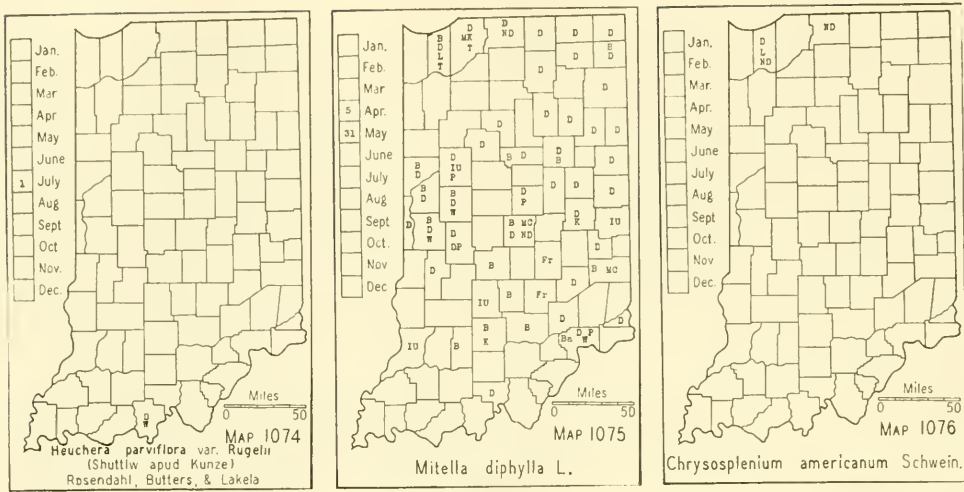 Jan.
Feb.
Mar
Apr
May
June
1 July
Aug
Sept
Oct
Nov.
Dec.
D
W
Miles
0 50
MAP 1074
Heuchera parviflora var. Rugelii
(Shuttlw apud Kunze)
Rosendahl, Butters, & Lakela
Jan.
Feb.
Mar
5 Apr.
31 May
June
July
Aug
Sept
Oct.
Nov
Dec
B D L T
D MK T
D ND
D
D
D
D
B D
D
D
D
D
D
D
D
D
B
D
D B
D
D IU P
B D
B D
B D W
D P
D
D
D
D K
IU
D
B D W
D DP
B D
MC ND
D
D
B
Fr
B
MC
D
IU
B
Fr
D
D
B K
B
Ba
D P W
IU
B
D
Miles
0 50
MAP 1075
Mitella diphylla L.
Jan.
Feb.
Mar
Apr.
May
June
July
Aug
Sept
Oct.
Nov.
Dec.
D L ND
WD
Miles
0 50
MAP 1076
Chrysosplenium americanum Schwein.